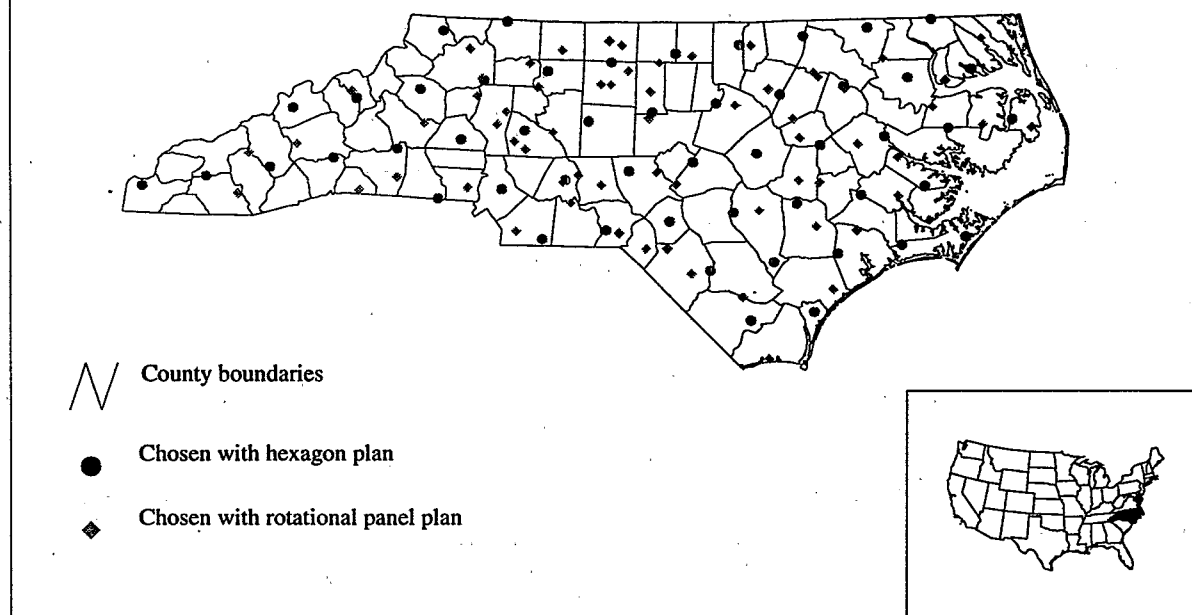 County boundaries
Chosen with hexagon plan
Chosen with rotational panel plan